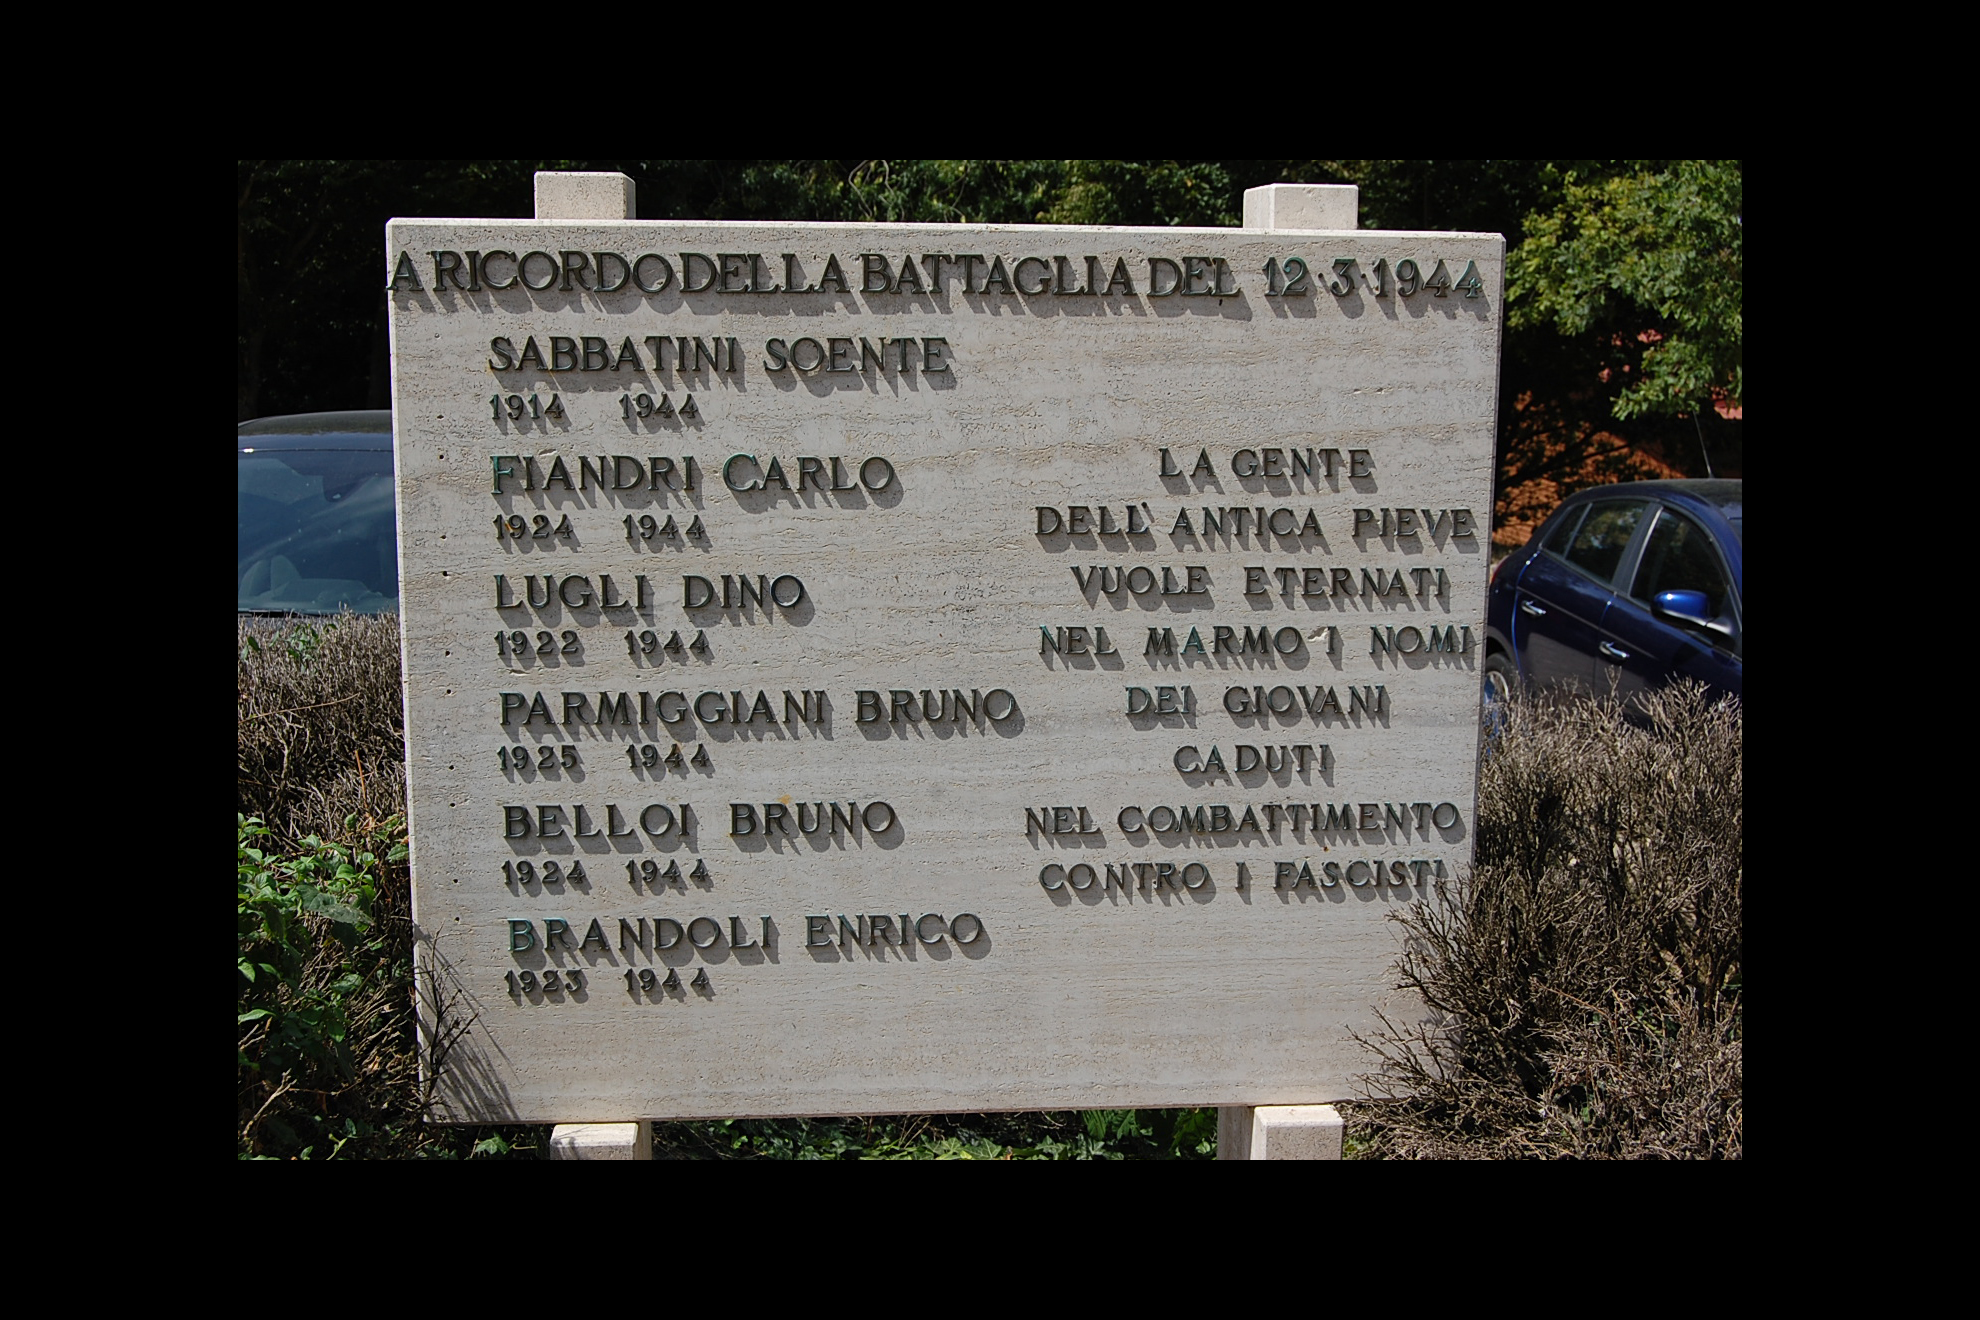 A RICORDO DELLA BATTAGLIA DEL 12·3·1944
SABBATINI SOENTE
1914 1944
FIANDRI CARLO
1924 1944
LUGLI DINO
1922 1944
PARMIGGIANI BRUNO
1925 1944
BELLOI BRUNO
1924 1944
BRANDOLI ENRICO
1923 1944
LA GENTE
DELL'ANTICA PIEVE
VUOLE ETERNATI
NEL MARMO I NOMI
DEI GIOVANI
CADUTI
NEL COMBATTIMENTO
CONTRO I FASCISTI